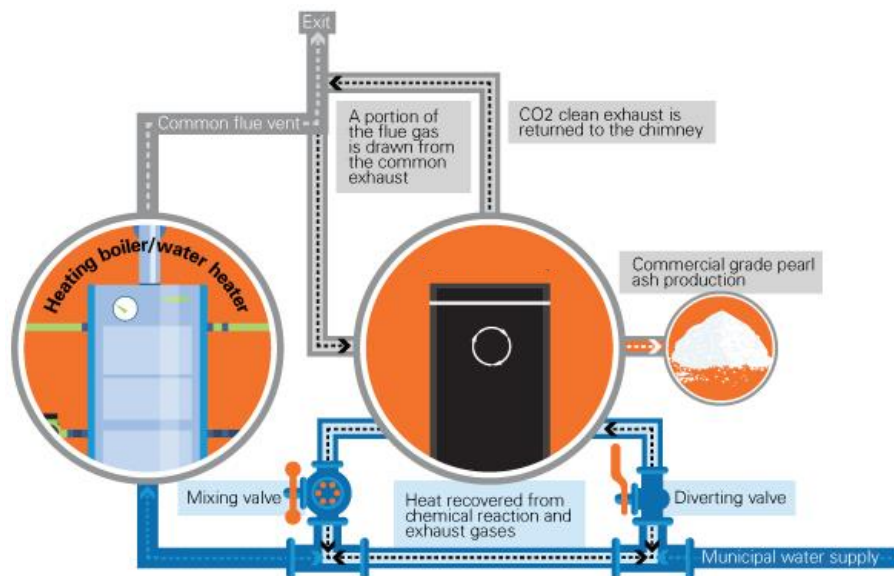 Exit
Common flue vent
A portion of
the flue gas
is drawn from
the common
exhaust
CO2 clean exhaust is
returned to the chimney
Heating boiler/water heater
Commercial grade pearl
ash production
Mixing valve
Heat recovered from
chemical reaction and
exhaust gases
Diverting valve
Municipal water supply